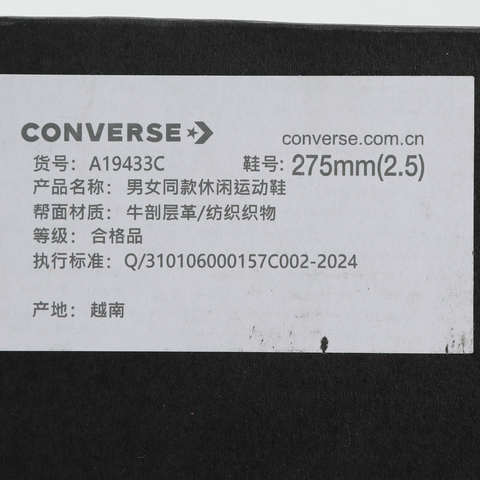 CONVERSE
converse.com.cn
货号： A19433C 鞋号: 275mm(2.5)
产品名称： 男女同款休闲运动鞋
帮面材质： 牛剖层革/纺织织物
等级： 合格品
执行标准： Q/310106000157C002-2024
产地： 越南